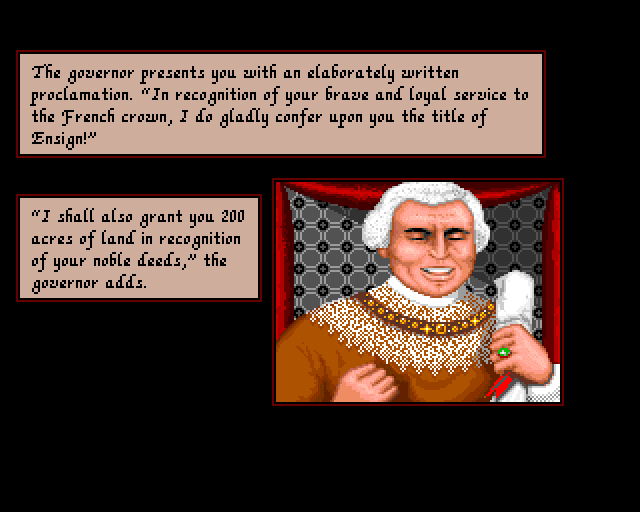 The governor presents you with an elaborately written
proclamation. “In recognition of your brave and loyal service to
the French crown, I do gladly confer upon you the title of
Ensign!”
“I shall also grant you 200
acres of land in recognition
of your noble deeds,” the
governor adds.